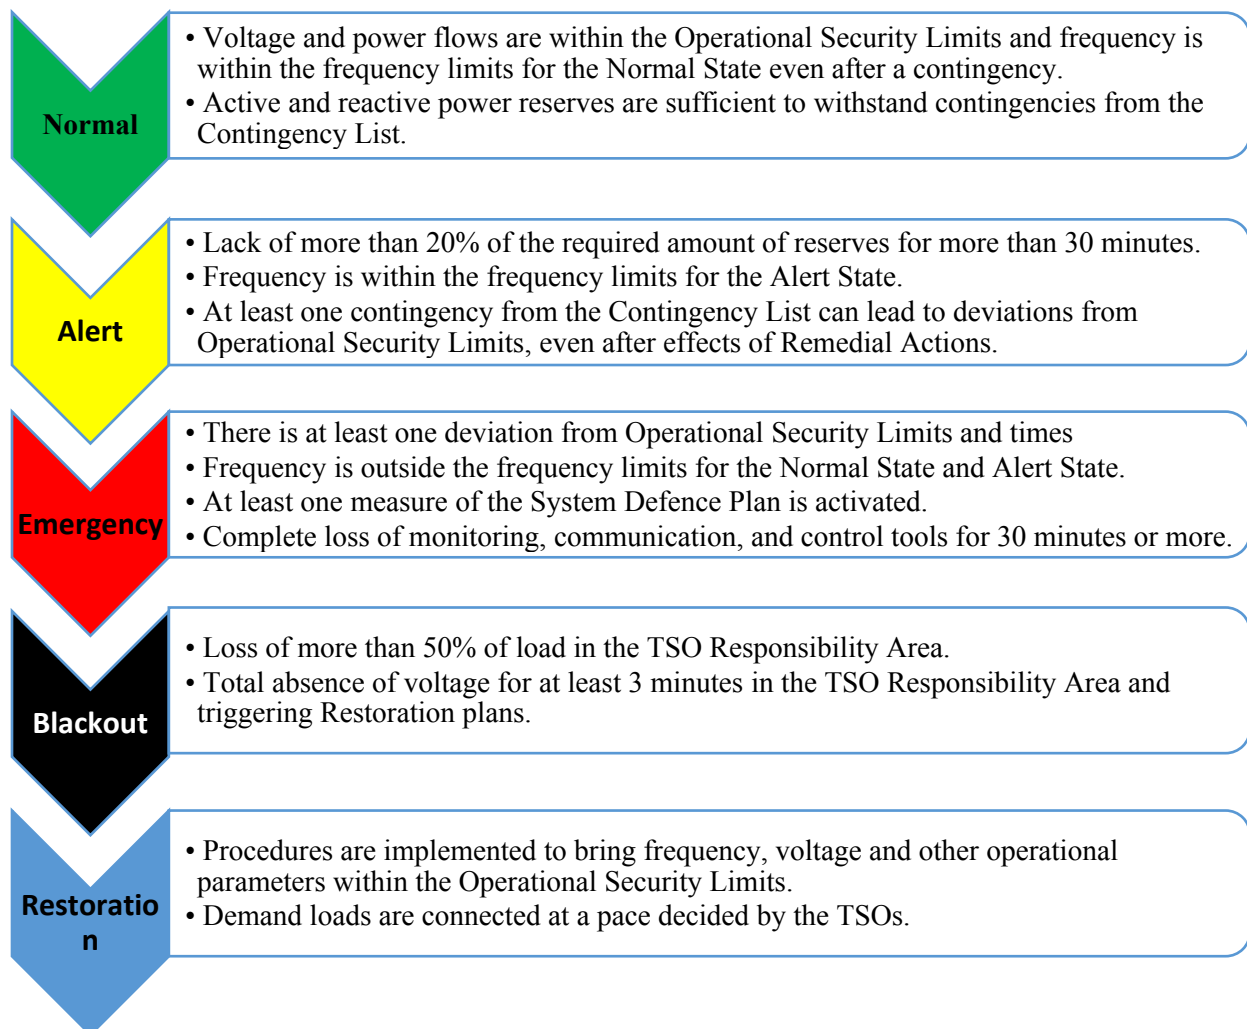 Normal
• Voltage and power flows are within the Operational Security Limits and frequency is
within the frequency limits for the Normal State even after a contingency.
• Active and reactive power reserves are sufficient to withstand contingencies from the
Contingency List.
Alert
• Lack of more than 20% of the required amount of reserves for more than 30 minutes.
• Frequency is within the frequency limits for the Alert State.
• At least one contingency from the Contingency List can lead to deviations from
Operational Security Limits, even after effects of Remedial Actions.
Emergency
• There is at least one deviation from Operational Security Limits and times
• Frequency is outside the frequency limits for the Normal State and Alert State.
• At least one measure of the System Defence Plan is activated.
• Complete loss of monitoring, communication, and control tools for 30 minutes or more.
Blackout
• Loss of more than 50% of load in the TSO Responsibility Area.
• Total absence of voltage for at least 3 minutes in the TSO Responsibility Area and
triggering Restoration plans.
Restoratio
n
• Procedures are implemented to bring frequency, voltage and other operational
parameters within the Operational Security Limits.
• Demand loads are connected at a pace decided by the TSOs.